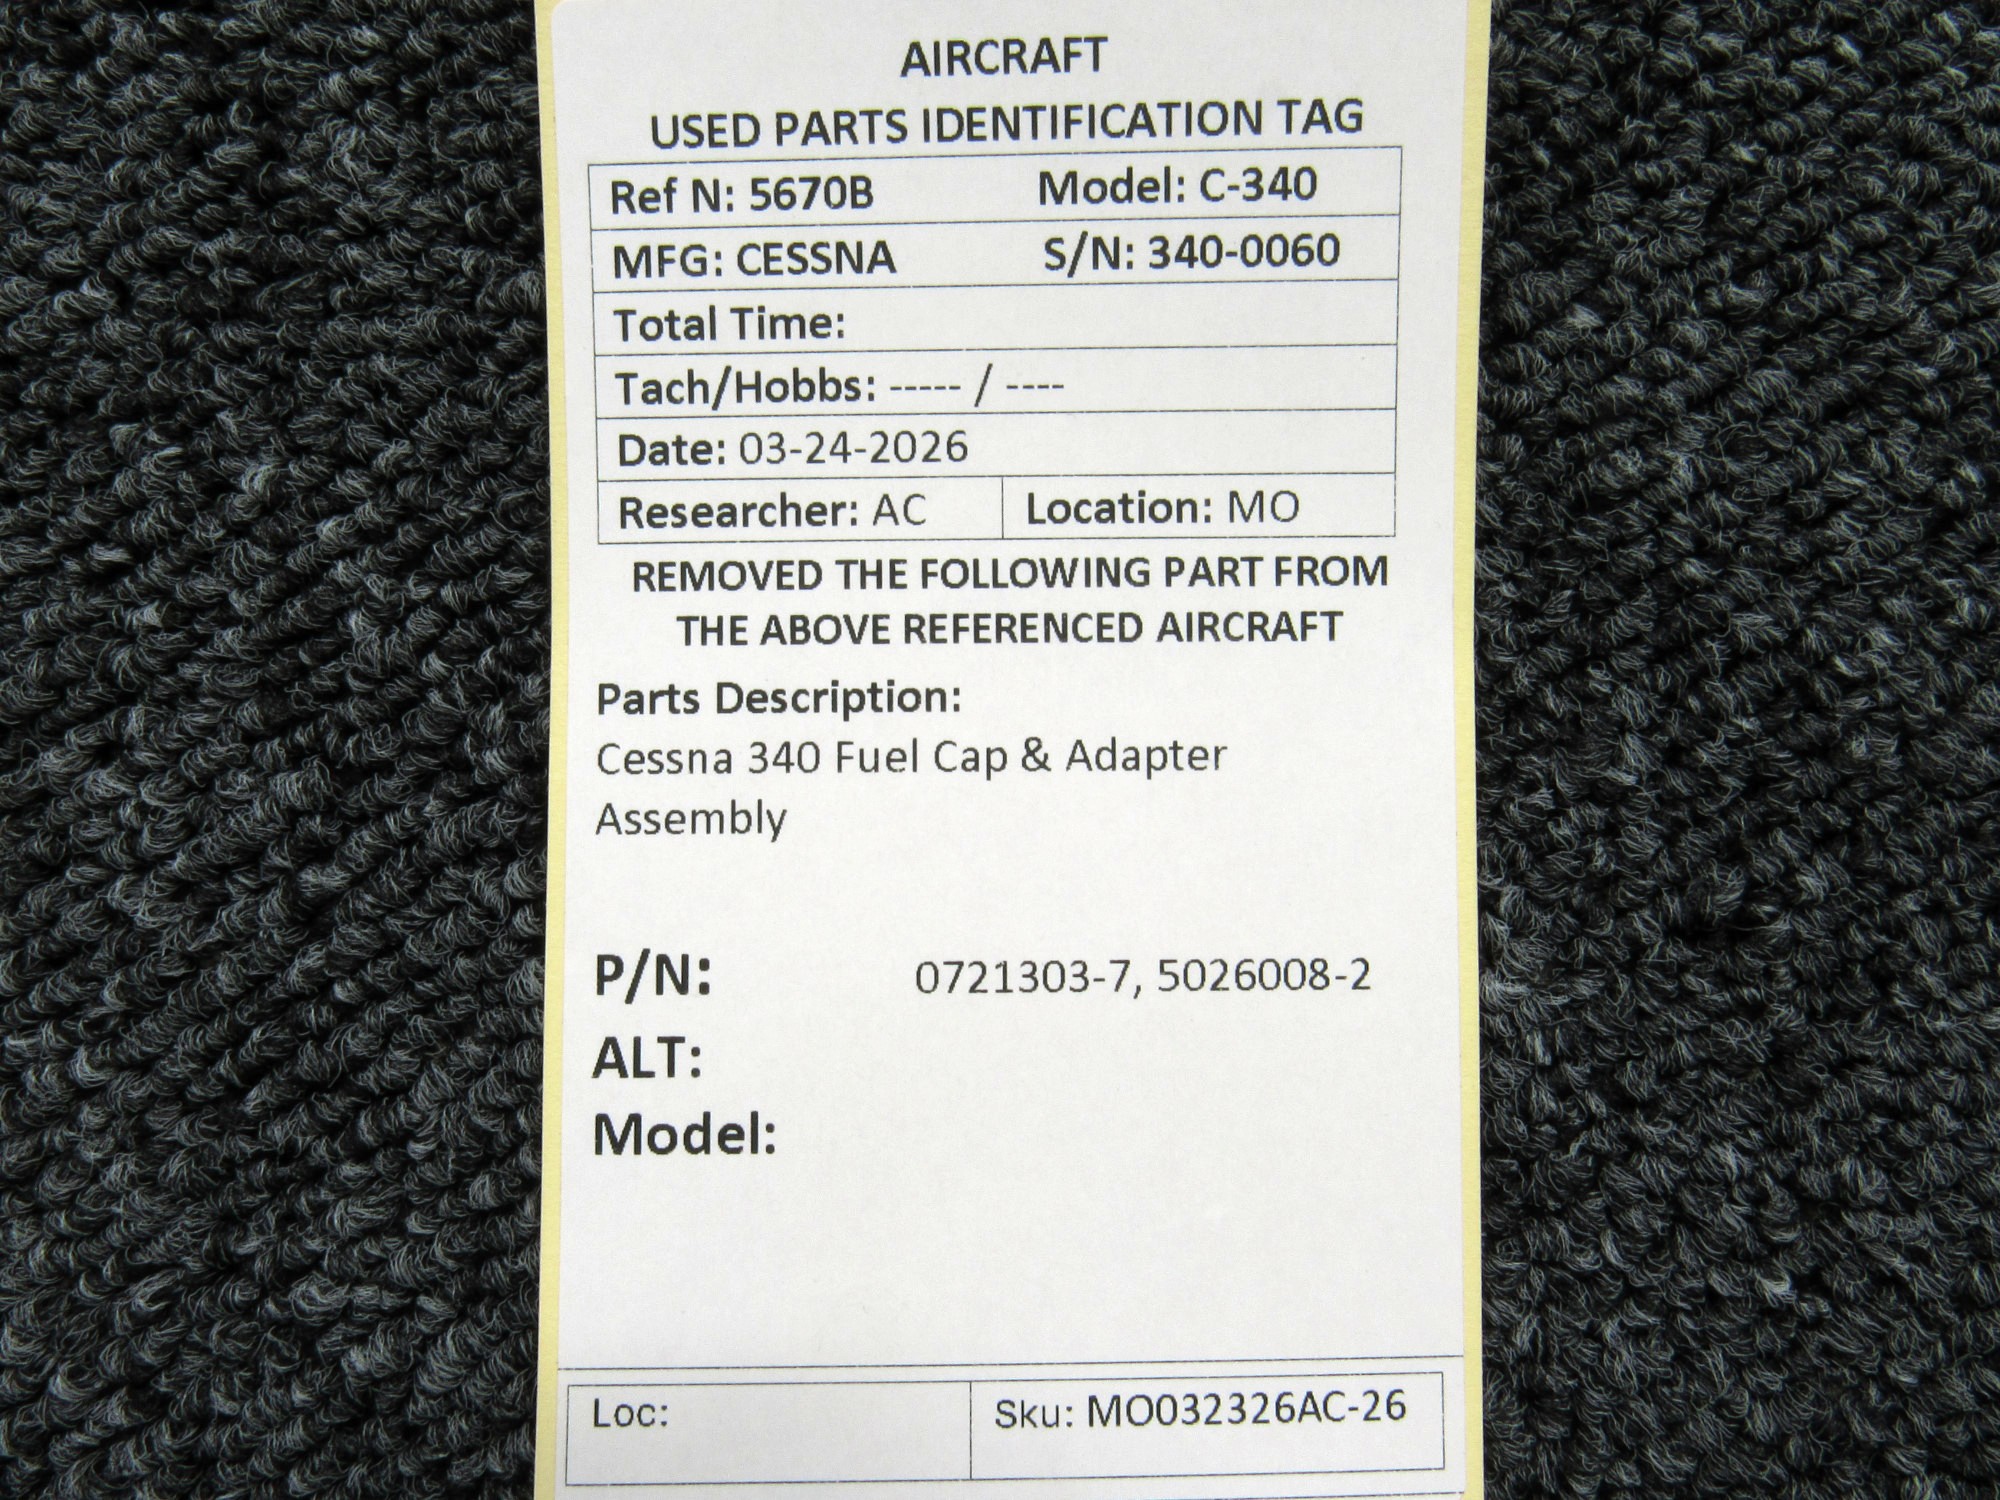 AIRCRAFT
USED PARTS IDENTIFICATION TAG
Ref N: 5670B Model: C-340
MFG: CESSNA S/N: 340-0060
Total Time:
Tach/Hobbs: ----- / ----
Date: 03-24-2026
Researcher: AC Location: MO
REMOVED THE FOLLOWING PART FROM
THE ABOVE REFERENCED AIRCRAFT
Parts Description:
Cessna 340 Fuel Cap & Adapter
Assembly
P/N: 0721303-7, 5026008-2
ALT:
Model:
Loc: Sku: MO032326AC-26